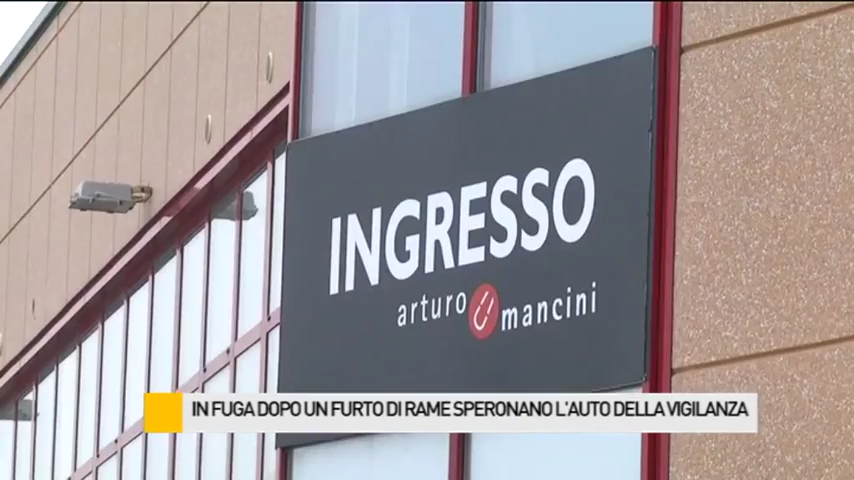 INGRESSO
arturo mancini
IN FUGA DOPO UN FURTO DI RAME SPERONANO L'AUTO DELLA VIGILANZA